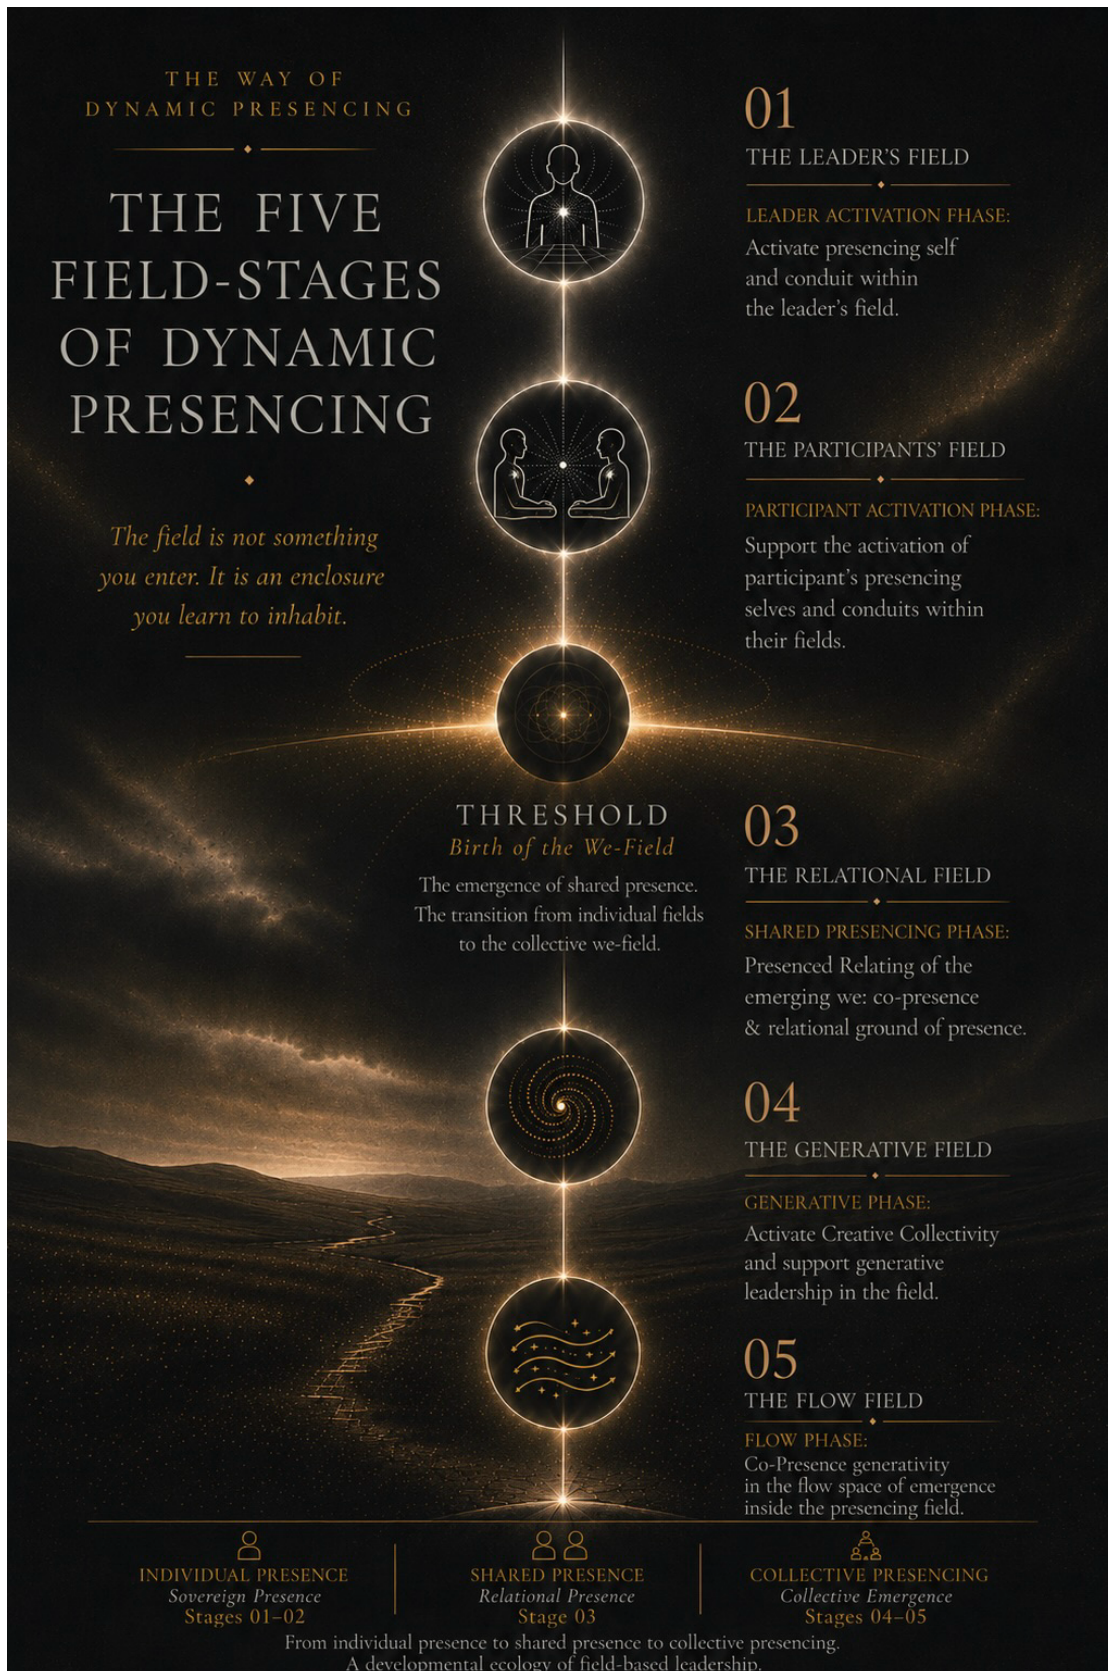 THE WAY OF
DYNAMIC PRESENCING
THE FIVE
FIELD-STAGES
OF DYNAMIC
PRESENCING
The field is not something
you enter. It is an enclosure
you learn to inhabit.
01
THE LEADER'S FIELD
LEADER ACTIVATION FHASE:
Activate presencing self
and conduit within
the leader's field.
02
THE PARTICIPANTS' FIELD
PARTICIPANT ACTIVATION PHASE:
Support the activation of
participant's presencing
selves and conduits within
their fields.
THRESHOLD
Birth of the We-Field
The emergence of shared presence.
The transition from individual fields
to the collective we-field.
03
THE RELATIONAL FIELD
SHARED PRESENCING PHASE:
Presenced Relating of the
emerging we: co-presence
& relational ground of presence.
04
THE GENERATIVE FIELD
GENERATIVE PHASE:
Activate Creative Collectivity
and support generative
leadership in the field.
05
THE FLOW FIELD
FLOW PHASE:
Co-Presence generativity
in the flow space of emergence
inside the presencing field.
INDIVIDUAL PRESENCE
Sovereign Presence
Stages 01–02
SHARED PRESENCE
Relational Presence
Stage 03
COLLECTIVE PRESENCING
Collective Emergence
Stages 04–05
From individual presence to shared presence to collective presencing.
A developmental ecology of field-based leadership.